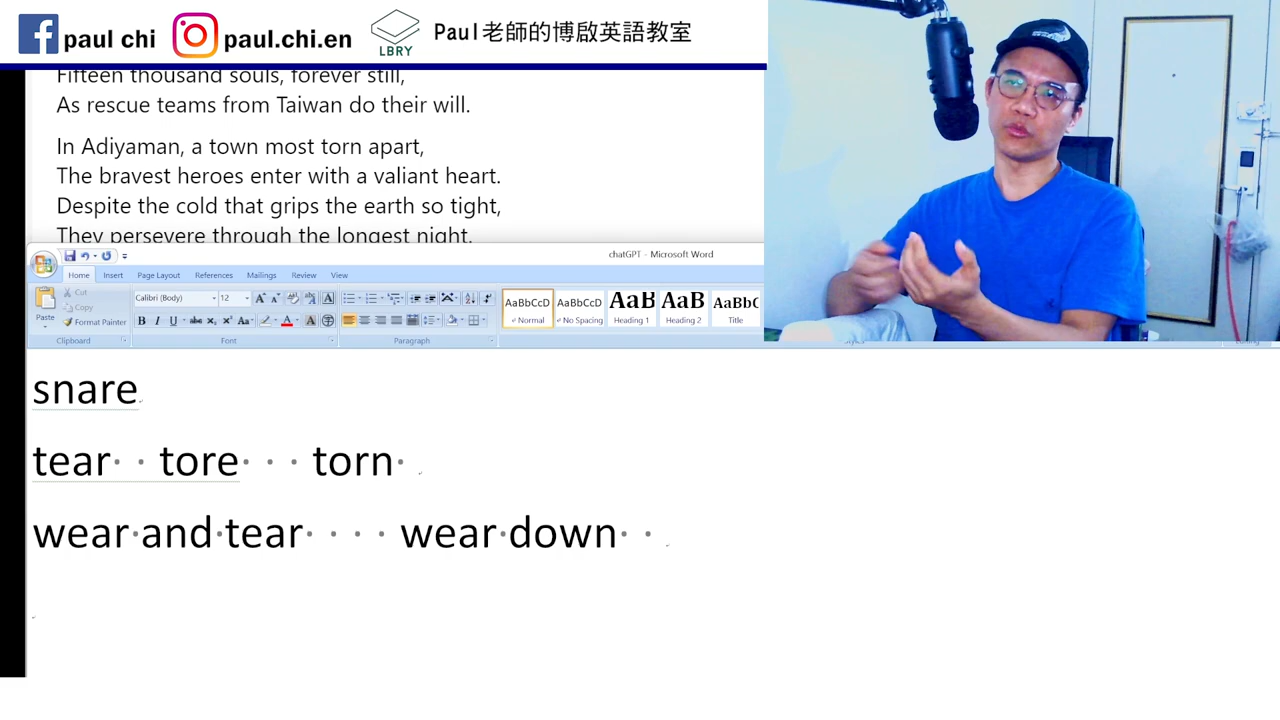 paul chi
paul.chi.en
LBRY
Paul老師的博啟英語教室
Fifteen thousand souls, forever still,
As rescue teams from Taiwan do their will.
In Adiyaman, a town most torn apart,
The bravest heroes enter with a valiant heart.
Despite the cold that grips the earth so tight,
They persevere through the longest night.
chatGPT - Microsoft Word
Home Insert Page Layout References Mailings Review View
Paste
Cut
Copy
Format Painter
Clipboard
Calibri (Body) 12
Font
Paragraph
AaBbCcD AaBbCcD AaBb AaB AaBbC
Normal No Spacing Heading 1 Heading 2 Title
snare
tear tore torn
wear and tear wear down